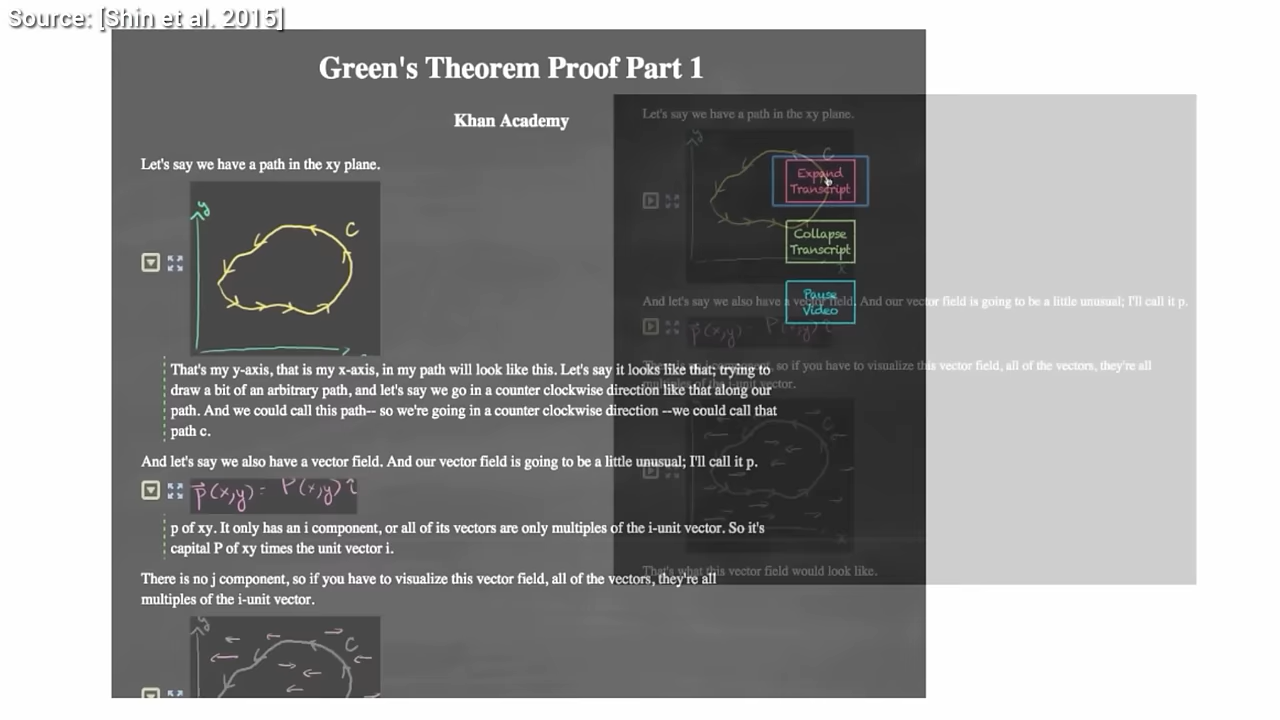 Source: [Shin et al. 2015]
Green's Theorem Proof Part 1
Khan Academy
Let's say we have a path in the xy plane.
y
C
That's my y-axis, that is my x-axis, in my path will look like this. Let's say it looks like that; trying to
draw a bit of an arbitrary path, and let's say we go in a counter clockwise direction like that along our
path. And we could call this path-- so we're going in a counter clockwise direction --we could call that
path c.
And let's say we also have a vector field. And our vector field is going to be a little unusual; I'll call it p.
p⃗(x,y) = P(x,y) î
p of xy. It only has an i component, or all of its vectors are only multiples of the i-unit vector. So it's
capital P of xy times the unit vector i.
There is no j component, so if you have to visualize this vector field, all of the vectors, they're all
multiples of the i-unit vector.
y
C
Let's say we have a path in the xy plane.
y
C
x
Expand
Transcript
Collapse
Transcript
Pause
Video
And let's say we also have a vector field. And our vector field is going to be a little unusual; I'll call it p.
p⃗(x,y) P(x,y) î
There is no j component, so if you have to visualize this vector field, all of the vectors, they're all
multiples of the i-unit vector.
C
That's what this vector field would look like.